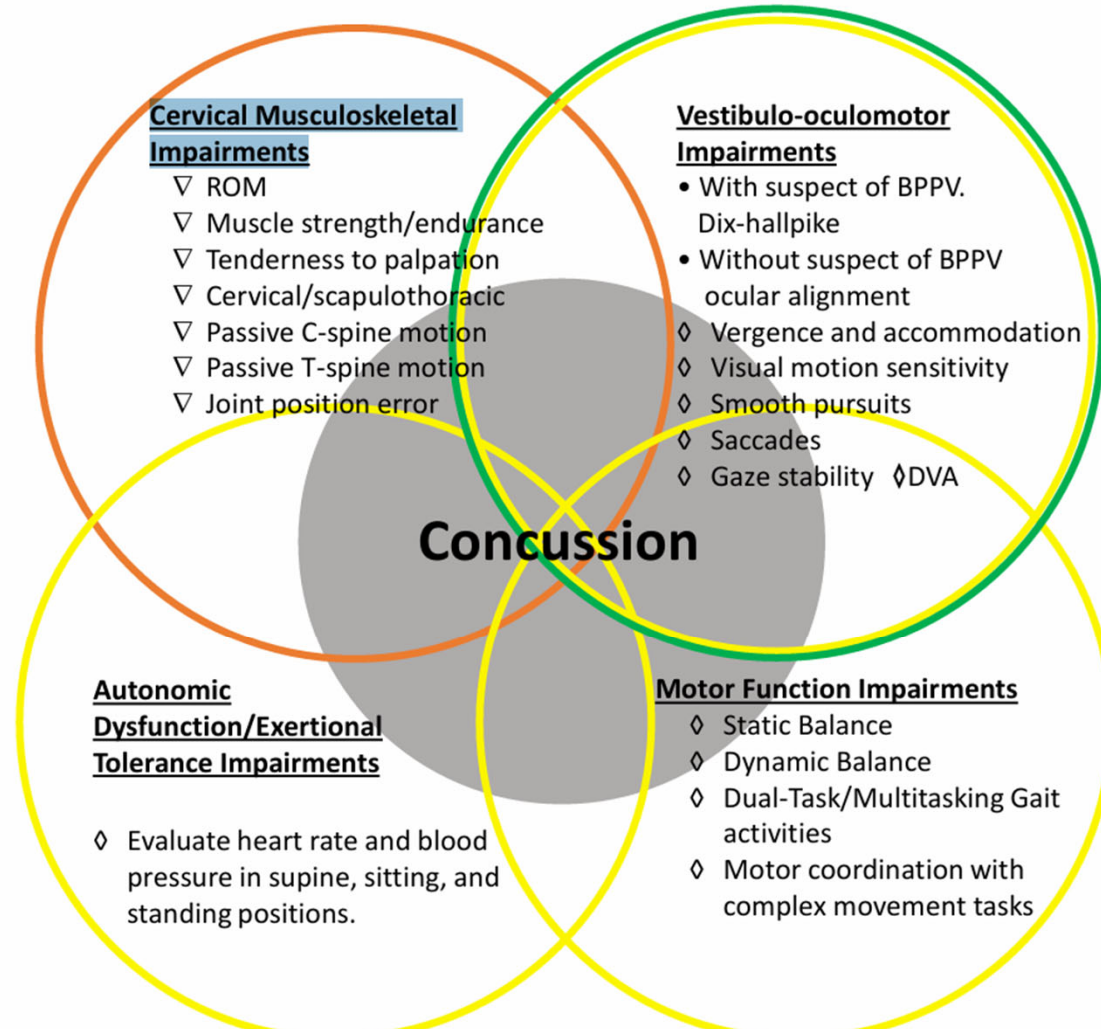 Cervical Musculoskeletal
Impairments
∇ ROM
∇ Muscle strength/endurance
∇ Tenderness to palpation
∇ Cervical/scapulothoracic
∇ Passive C-spine motion
∇ Passive T-spine motion
∇ Joint position error
Vestibulo-oculomotor
Impairments
• With suspect of BPPV.
Dix-hallpike
• Without suspect of BPPV
ocular alignment
◊ Vergence and accommodation
◊ Visual motion sensitivity
◊ Smooth pursuits
◊ Saccades
◊ Gaze stability ◊DVA
Concussion
Autonomic
Dysfunction/Exertional
Tolerance Impairments
◊ Evaluate heart rate and blood
pressure in supine, sitting, and
standing positions.
Motor Function Impairments
◊ Static Balance
◊ Dynamic Balance
◊ Dual-Task/Multitasking Gait
activities
◊ Motor coordination with
complex movement tasks